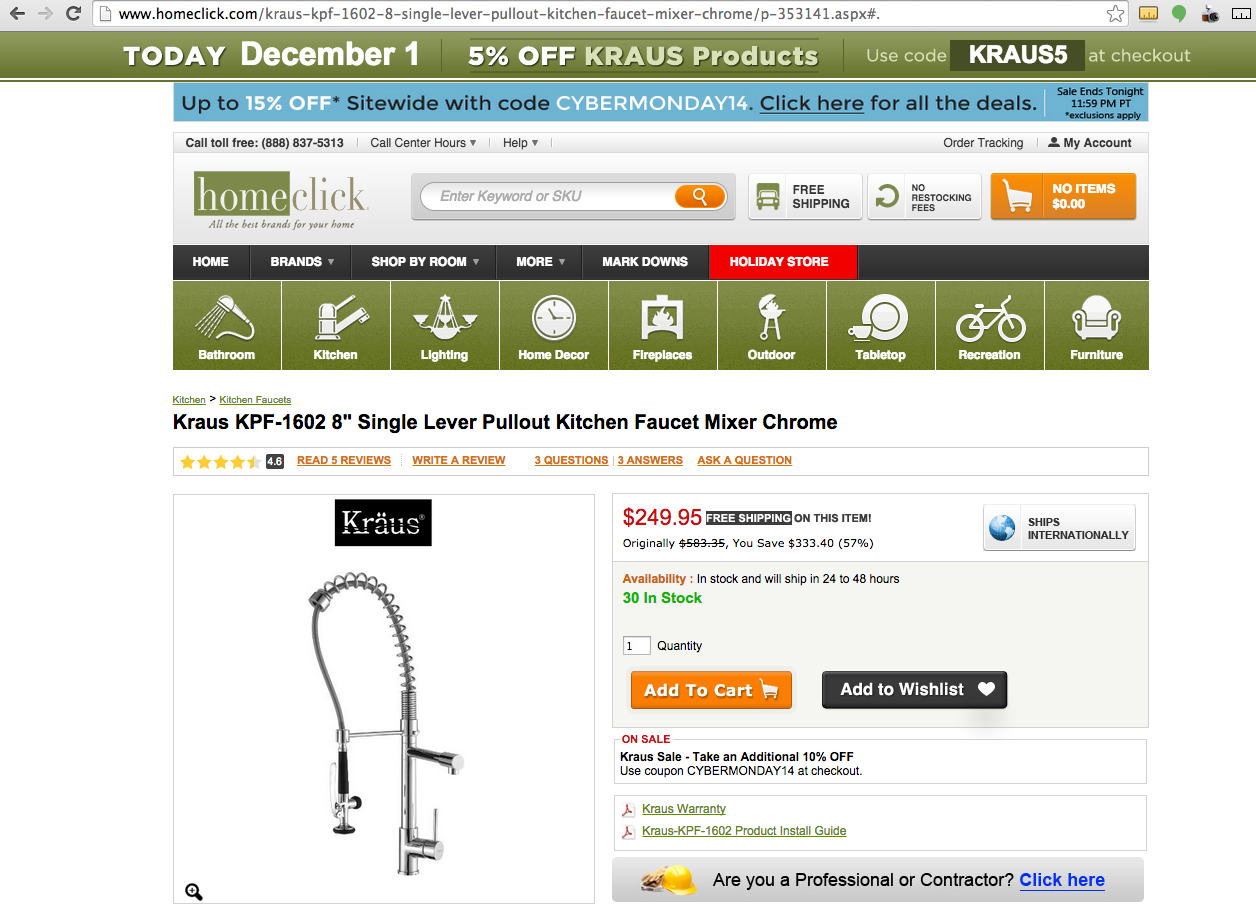 www.homeclick.com/kraus-kpf-1602-8-single-lever-pullout-kitchen-faucet-mixer-chrome/p-353141.aspx#.
TODAY December 1 5% OFF KRAUS Products Use code KRAUS5 at checkout
Up to 15% OFF* Sitewide with code CYBERMONDAY14. Click here for all the deals.
Sale Ends Tonight
11:59 PM PT
*exclusions apply
Call toll free: (888) 837-5313 Call Center Hours Help Order Tracking My Account
homeclick.
All the best brands for your home
Enter Keyword or SKU
FREE
SHIPPING
NO
RESTOCKING
FEES
NO ITEMS
$0.00
HOME BRANDS SHOP BY ROOM MORE MARK DOWNS HOLIDAY STORE
Bathroom Kitchen Lighting Home Decor Fireplaces Outdoor Tabletop Recreation Furniture
Kitchen > Kitchen Faucets
Kraus KPF-1602 8" Single Lever Pullout Kitchen Faucet Mixer Chrome
4.6 READ 5 REVIEWS WRITE A REVIEW 3 QUESTIONS | 3 ANSWERS ASK A QUESTION
Kräus®
$249.95 FREE SHIPPING ON THIS ITEM!
Originally $583.35, You Save $333.40 (57%)
SHIPS
INTERNATIONALLY
Availability : In stock and will ship in 24 to 48 hours
30 In Stock
1 Quantity
Add To Cart Add to Wishlist
ON SALE
Kraus Sale - Take an Additional 10% OFF
Use coupon CYBERMONDAY14 at checkout.
Kraus Warranty
Kraus-KPF-1602 Product Install Guide
Are you a Professional or Contractor? Click here